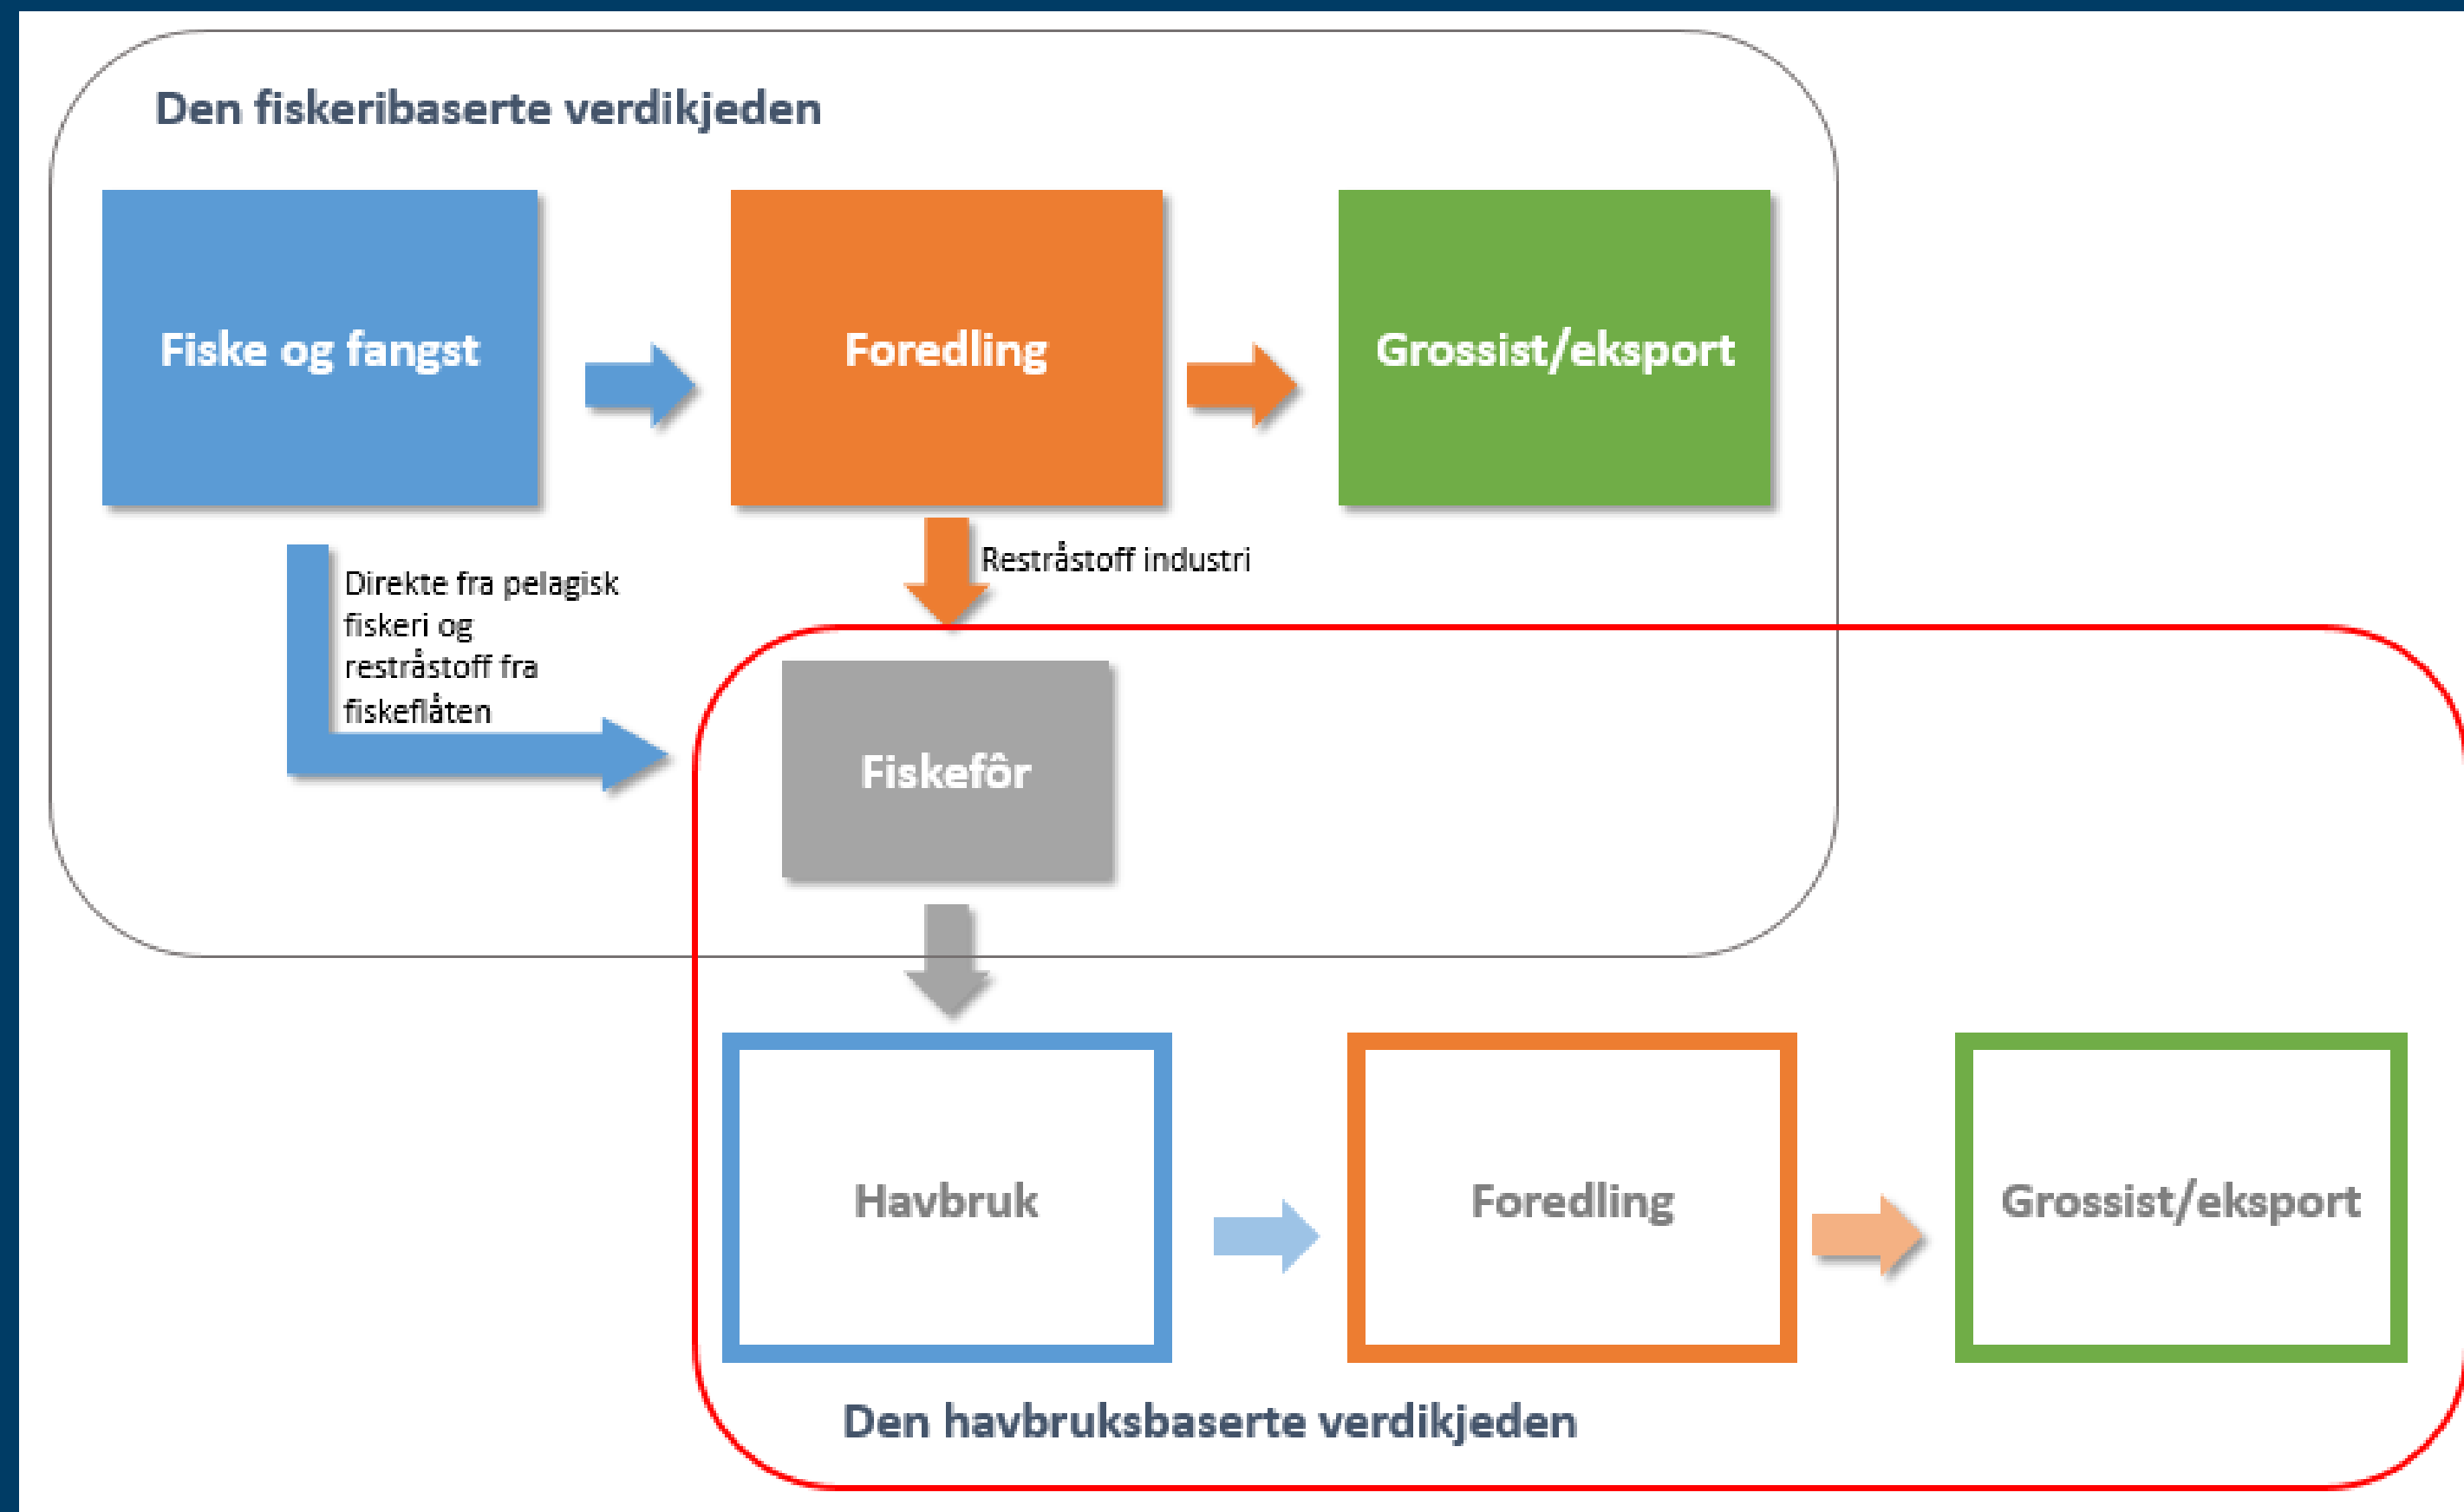 Den fiskeribaserte verdikjeden
Fiske og fangst
Foredling
Grossist/eksport
Restråstoff industri
Direkte fra pelagisk
fiskeri og
restråstoff fra
fiskeflåten
Fiskefôr
Havbruk
Foredling
Grossist/eksport
Den havbruksbaserte verdikjeden